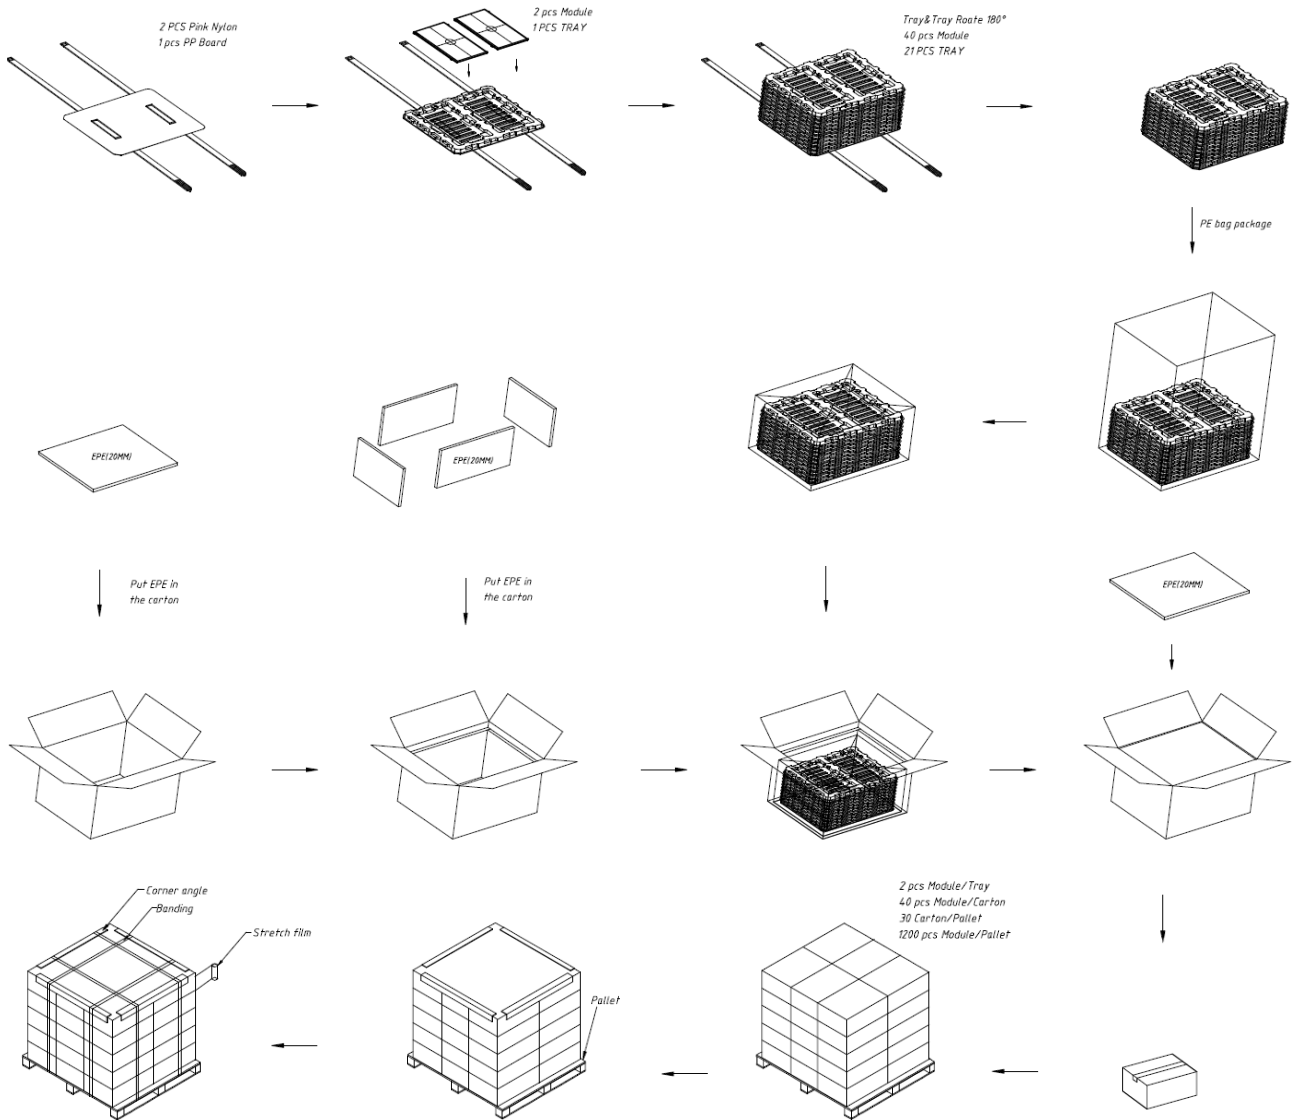 2 PCS Pink Nylon
1 pcs PP Board
2 pcs Module
1 PCS TRAY
Tray&Tray Roate 180°
40 pcs Module
21 PCS TRAY
PE bag package
EPE(20MM)
EPE(20MM)
EPE(20MM)
Put EPE in
the carton
Put EPE in
the carton
2 pcs Module/Tray
40 pcs Module/Carton
30 Carton/Pallet
1200 pcs Module/Pallet
Corner angle
Banding
Stretch film
Pallet